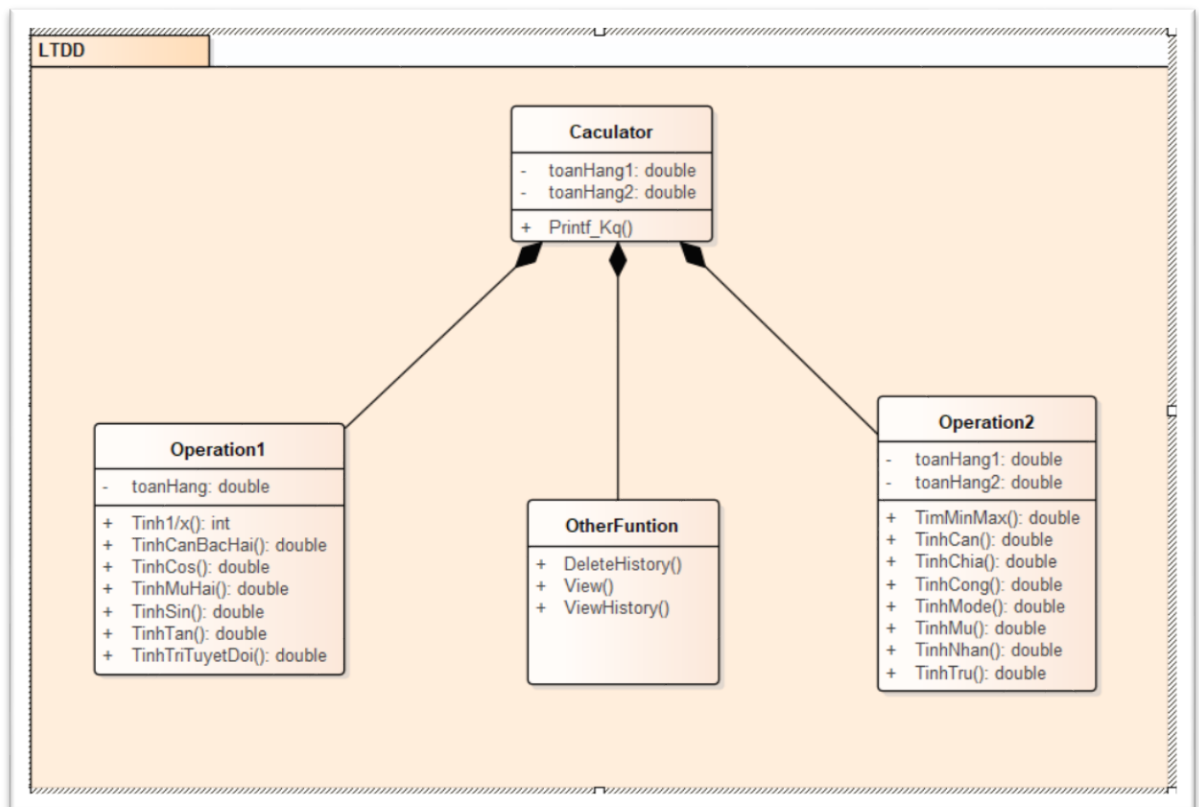 LTDD
Caculator
- toanHang1: double
- toanHang2: double
+ Printf_Kq()
Operation1
- toanHang: double
+ Tinh1/x(): int
+ TinhCanBacHai(): double
+ TinhCos(): double
+ TinhMuHai(): double
+ TinhSin(): double
+ TinhTan(): double
+ TinhTriTuyetDoi(): double
OtherFuntion
+ DeleteHistory()
+ View()
+ ViewHistory()
Operation2
- toanHang1: double
- toanHang2: double
+ TimMinMax(): double
+ TinhCan(): double
+ TinhChia(): double
+ TinhCong(): double
+ TinhMode(): double
+ TinhMu(): double
+ TinhNhan(): double
+ TinhTru(): double